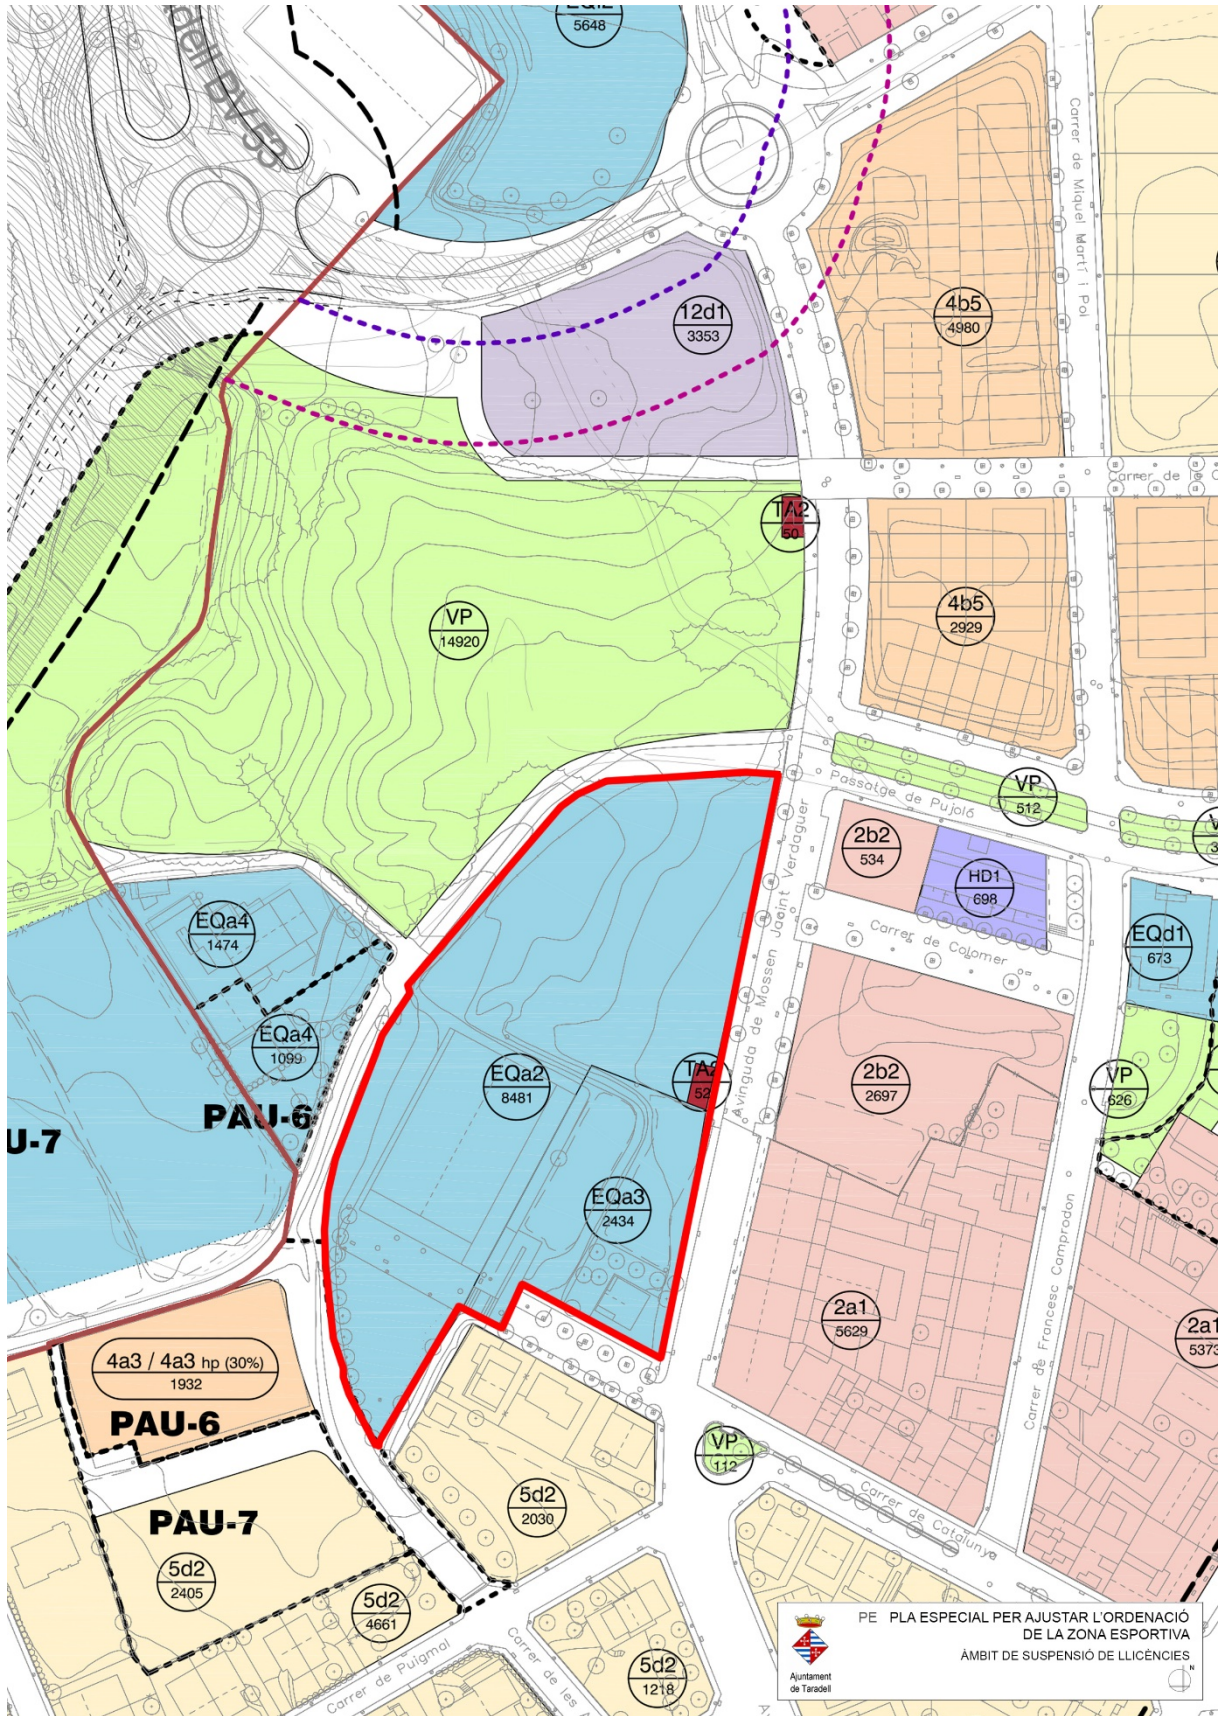 5648
dell BV 53
Carrer de Miquel Martí i Pol
12d1
3353
4b5
4980
Carrer de
TA2
50
4b5
2929
VP
14920
VP
512
Passatge de Pujoló
2b2
534
HD1
698
EQa4
1474
Carrer de Colomer
EQd1
673
Avinguda de Mossèn Jacint Verdaguer
EQa4
1099
PAU-6
U-7
EQa2
8481
TA2
52
2b2
2697
VP
626
EQa3
2434
Carrer de Francesc Camprodon
2a1
5629
2a1
5373
4a3 / 4a3 hp (30%)
1932
PAU-6
VP
112
Carrer de Catalunya
5d2
2030
PAU-7
5d2
2405
5d2
4661
Carrer de Puigmal
Carrer de les
5d2
1218
PE PLA ESPECIAL PER AJUSTAR L'ORDENACIÓ
DE LA ZONA ESPORTIVA
ÀMBIT DE SUSPENSIÓ DE LLICÈNCIES
Ajuntament
de Taradell
N